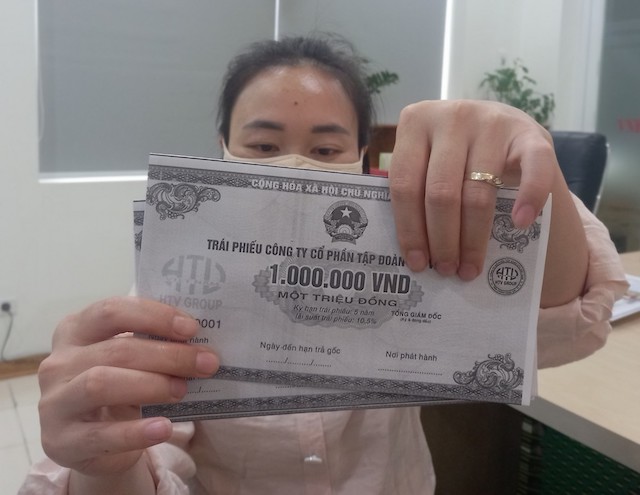 CỘNG HÒA XÃ HỘI CHỦ NGHĨA
TRÁI PHIẾU CÔNG TY CỔ PHẦN TẬP ĐOÀN
1.000.000 VND
MỘT TRIỆU ĐỒNG
HTV GROUP
HTV GROUP
Kỳ hạn trái phiếu: 5 năm
Lãi suất trái phiếu: 10,5%
TỔNG GIÁM ĐỐC
0001
hành
Ngày đến hạn trả gốc
Nơi phát hành